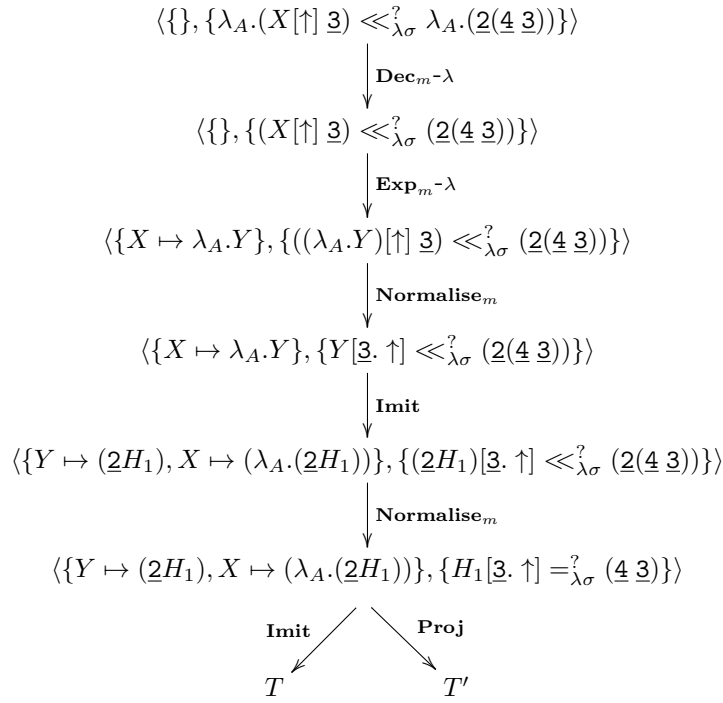 ⟨{}, {λ_A.(X[↑] 3̲) ≪^?_{λσ} λ_A.(2̲(4̲ 3̲))}⟩
Dec_m-λ
⟨{}, {(X[↑] 3̲) ≪^?_{λσ} (2̲(4̲ 3̲))}⟩
Exp_m-λ
⟨{X ↦ λ_A.Y}, {((λ_A.Y)[↑] 3̲) ≪^?_{λσ} (2̲(4̲ 3̲))}⟩
Normalise_m
⟨{X ↦ λ_A.Y}, {Y[3̲. ↑] ≪^?_{λσ} (2̲(4̲ 3̲))}⟩
Imit
⟨{Y ↦ (2̲H_1), X ↦ (λ_A.(2̲H_1))}, {(2̲H_1)[3̲. ↑] ≪^?_{λσ} (2̲(4̲ 3̲))}⟩
Normalise_m
⟨{Y ↦ (2̲H_1), X ↦ (λ_A.(2̲H_1))}, {H_1[3̲. ↑] =^?_{λσ} (4̲ 3̲)}⟩
Imit Proj
T T′